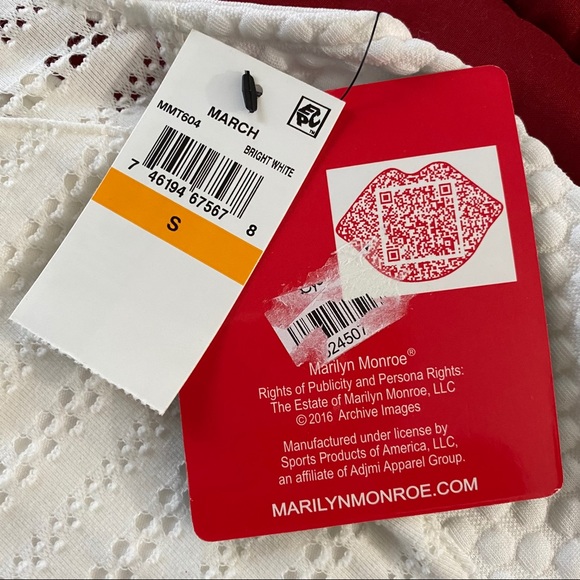 MARCH
MMT604
BRIGHT WHITE
7 46194 67567 8
S
24507
Marilyn Monroe®
Rights of Publicity and Persona Rights:
The Estate of Marilyn Monroe, LLC
© 2016 Archive Images
Manufactured under license by
Sports Products of America, LLC,
an affiliate of Adjmi Apparel Group.
MARILYNMONROE.COM